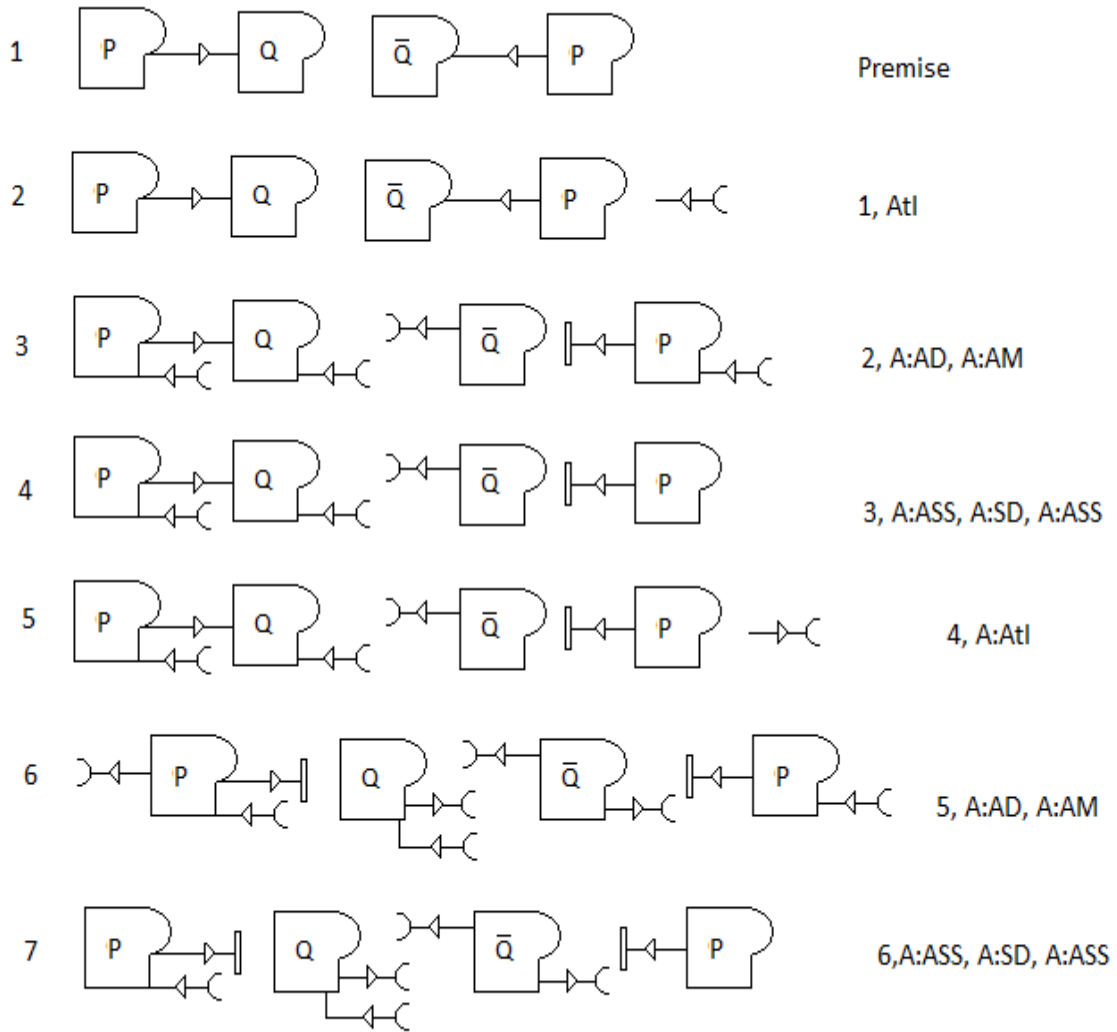 1 P Q Q̅ P Premise
2 P Q Q̅ P 1, AtI
3 P Q Q̅ P 2, A:AD, A:AM
4 P Q Q̅ P 3, A:ASS, A:SD, A:ASS
5 P Q Q̅ P 4, A:AtI
6 P Q Q̅ P 5, A:AD, A:AM
7 P Q Q̅ P 6,A:ASS, A:SD, A:ASS